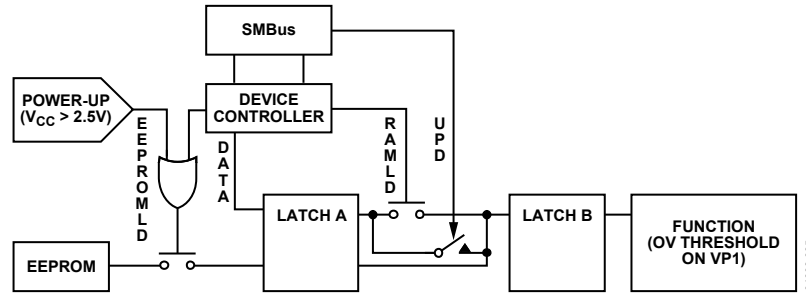 SMBus
POWER-UP
(VCC > 2.5V)
DEVICE
CONTROLLER
EEPROMLD
DATA
RAMLD
UPD
LATCH A
LATCH B
FUNCTION
(OV THRESHOLD
ON VP1)
EEPROM